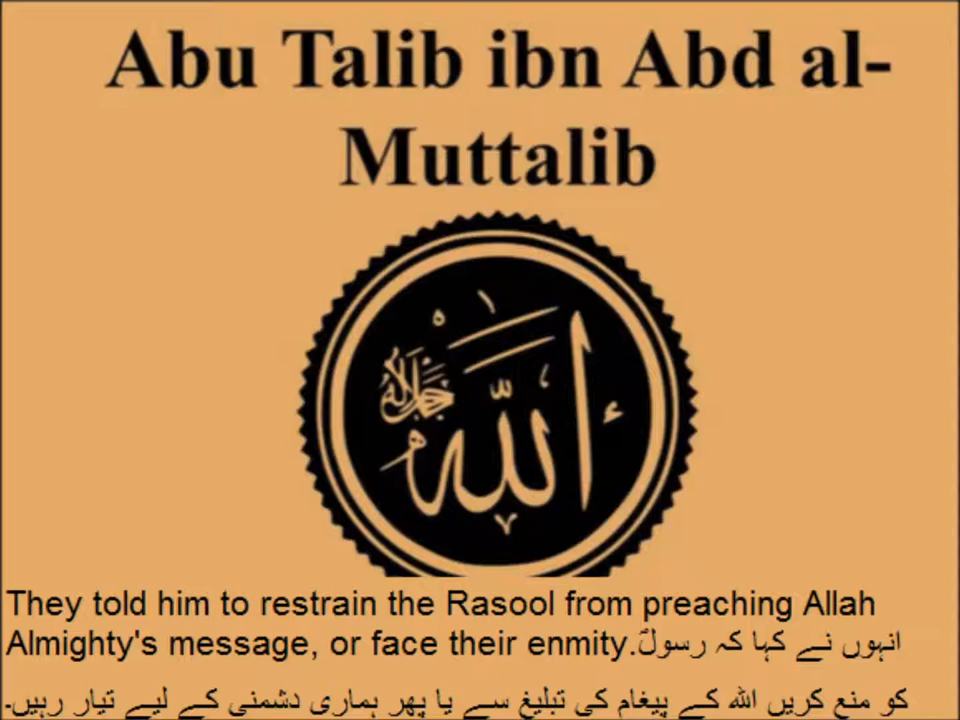 Abu Talib ibn Abd al-
Muttalib
الله
جل جلاله
They told him to restrain the Rasool from preaching Allah
Almighty's message, or face their enmity.انہوں نے کہا کہ رسولؐ
کو منع کریں الله کے پیغام کی تبلیغ سے یا پھر ہماری دشمنی کے لیے تیار رہیں۔